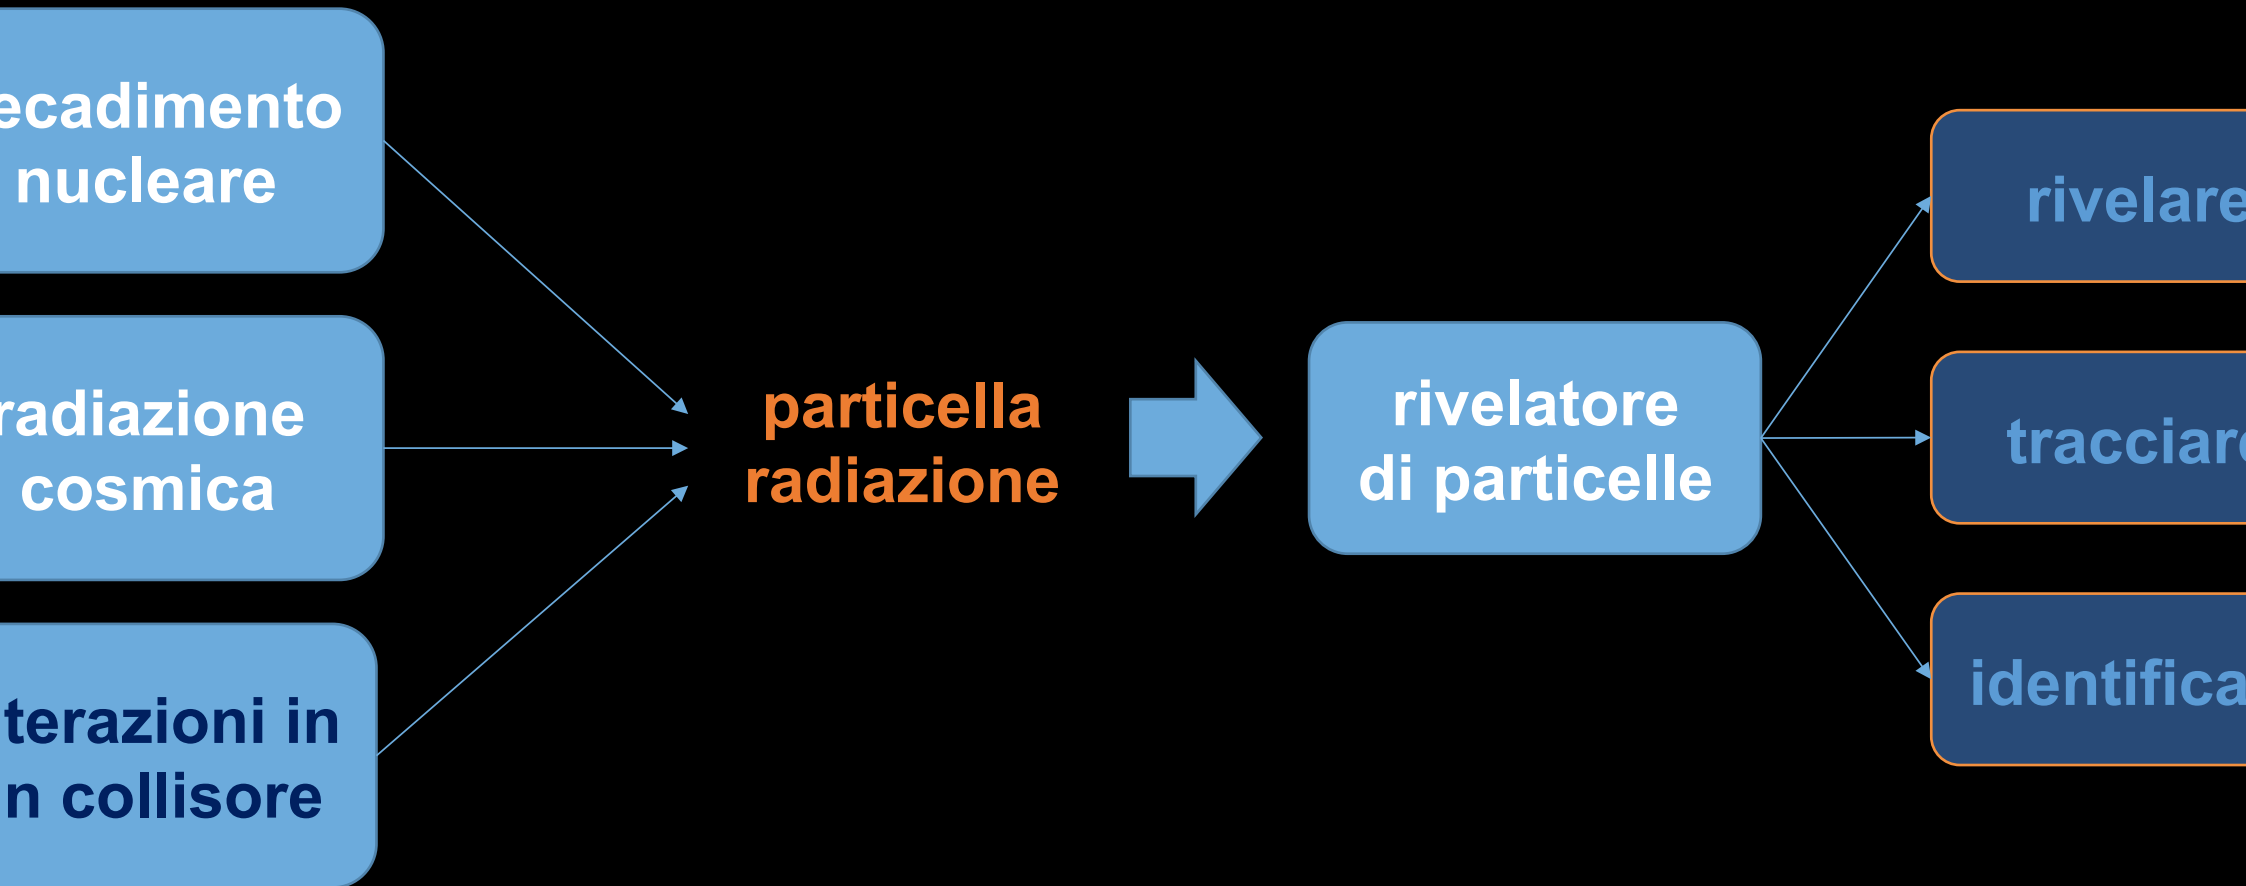 ecadimento
nucleare
radiazione
cosmica
terazioni in
n collisore
particella
radiazione
rivelatore
di particelle
rivelare
tracciare
identifica